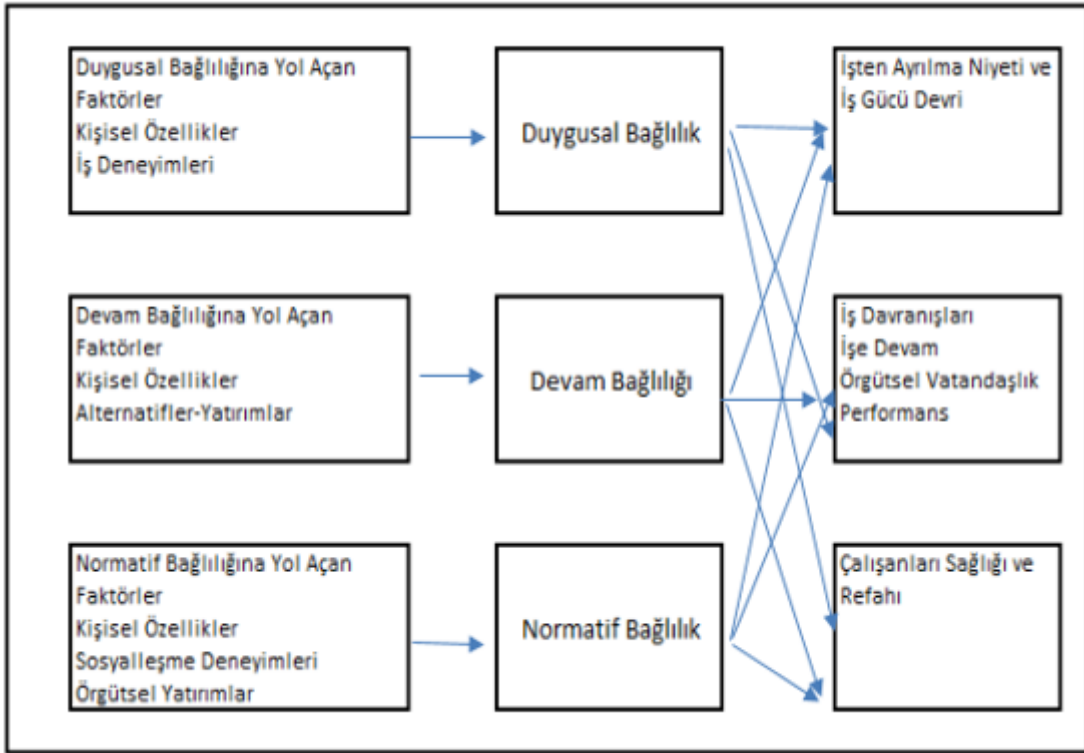 Duygusal Bağlılığına Yol Açan
Faktörler
Kişisel Özellikler
İş Deneyimleri
Duygusal Bağlılık
İşten Ayrılma Niyeti ve
İş Gücü Devri
Devam Bağlılığına Yol Açan
Faktörler
Kişisel Özellikler
Alternatifler-Yatırımlar
Devam Bağlılığı
İş Davranışları
İşe Devam
Örgütsel Vatandaşlık
Performans
Normatif Bağlılığına Yol Açan
Faktörler
Kişisel Özellikler
Sosyalleşme Deneyimleri
Örgütsel Yatırımlar
Normatif Bağlılık
Çalışanları Sağlığı ve
Refahı